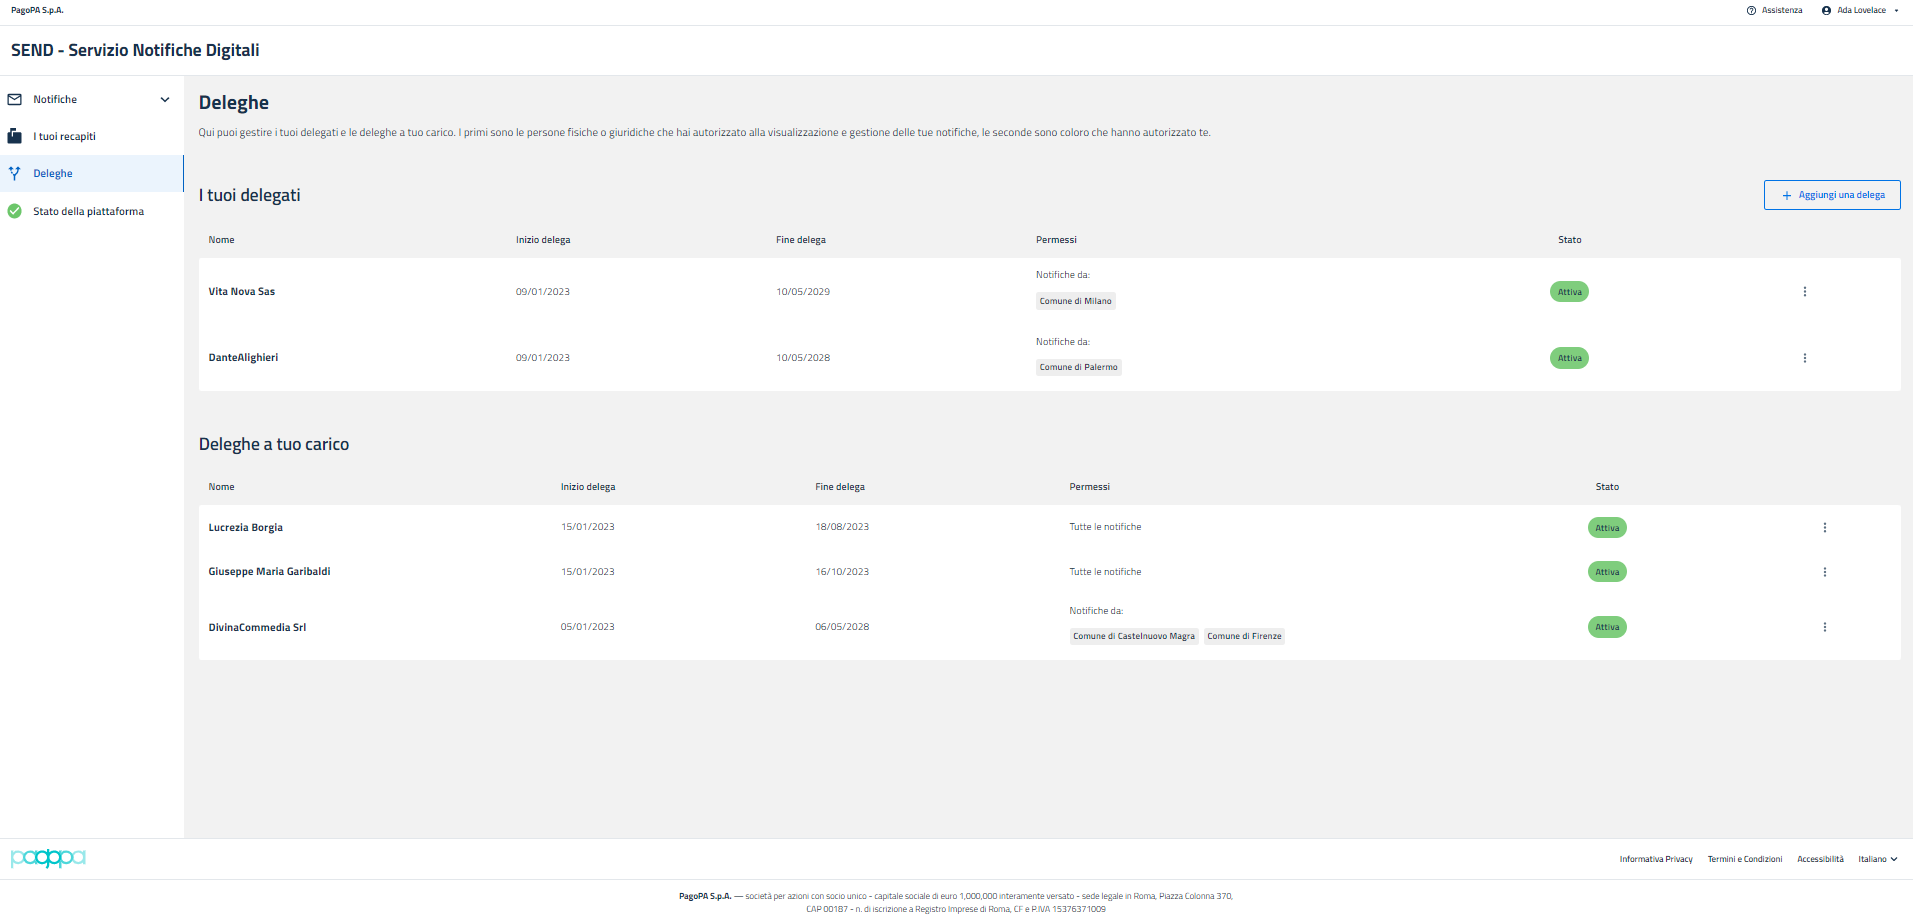 PagoPA S.p.A.
Assistenza
Ada Lovelace
SEND - Servizio Notifiche Digitali
Notifiche
I tuoi recapiti
Deleghe
Stato della piattaforma
Deleghe
Qui puoi gestire i tuoi delegati e le deleghe a tuo carico. I primi sono le persone fisiche o giuridiche che hai autorizzato alla visualizzazione e gestione delle tue notifiche, le seconde sono coloro che hanno autorizzato te.
I tuoi delegati
+ Aggiungi una delega
Nome Inizio delega Fine delega Permessi Stato
Notifiche da:
Vita Nova Sas 09/01/2023 10/05/2029 Attiva
Comune di Milano
Notifiche da:
DanteAlighieri 09/01/2023 10/05/2028 Attiva
Comune di Palermo
Deleghe a tuo carico
Nome Inizio delega Fine delega Permessi Stato
Lucrezia Borgia 15/01/2023 18/08/2023 Tutte le notifiche Attiva
Giuseppe Maria Garibaldi 15/01/2023 16/10/2023 Tutte le notifiche Attiva
Notifiche da:
DivinaCommedia Srl 05/01/2023 06/05/2028 Attiva
Comune di Castelnuovo Magra Comune di Firenze
pagopa
Informativa Privacy Termini e Condizioni Accessibilità Italiano
PagoPA S.p.A. — società per azioni con socio unico - capitale sociale di euro 1,000,000 interamente versato - sede legale in Roma, Piazza Colonna 370,
CAP 00187 - n. di iscrizione a Registro Imprese di Roma, CF e P.IVA 15376371009